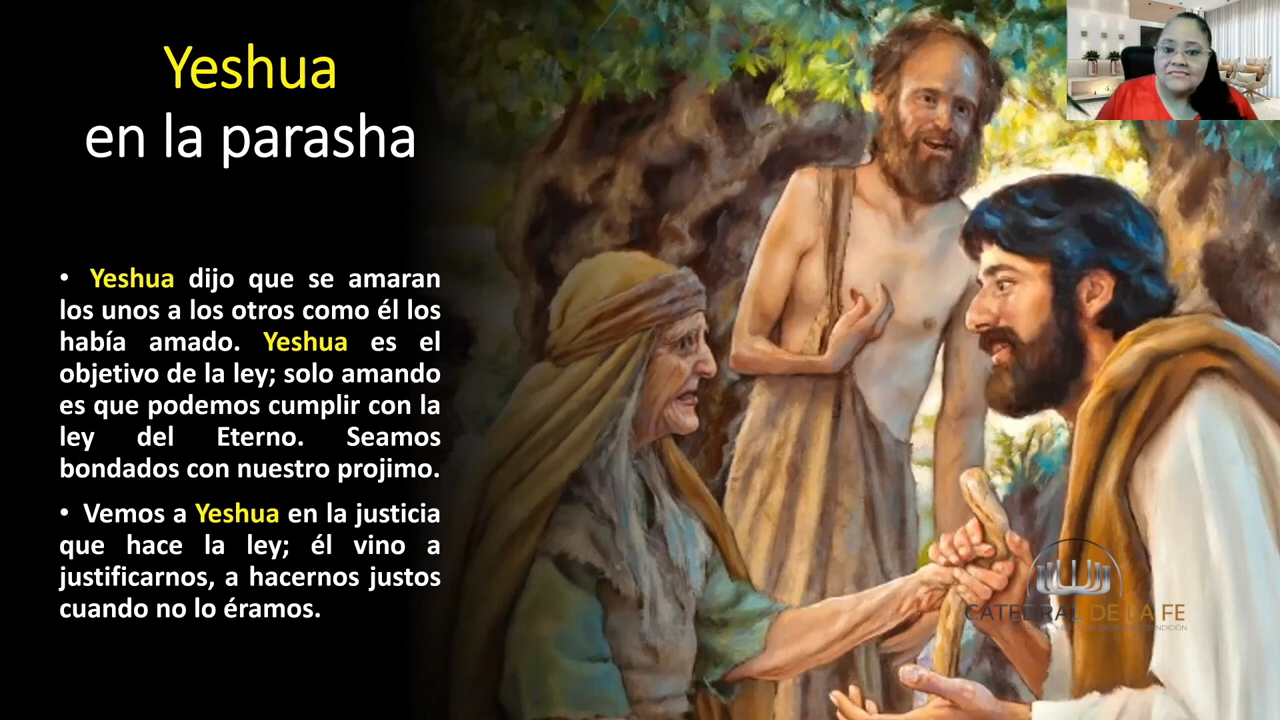 Yeshua
en la parasha
• Yeshua dijo que se amaran
los unos a los otros como él los
había amado. Yeshua es el
objetivo de la ley; solo amando
es que podemos cumplir con la
ley del Eterno. Seamos
bondados con nuestro projimo.
• Vemos a Yeshua en la justicia
que hace la ley; él vino a
justificarnos, a hacernos justos
cuando no lo éramos.
CATEDRAL DE LA FE